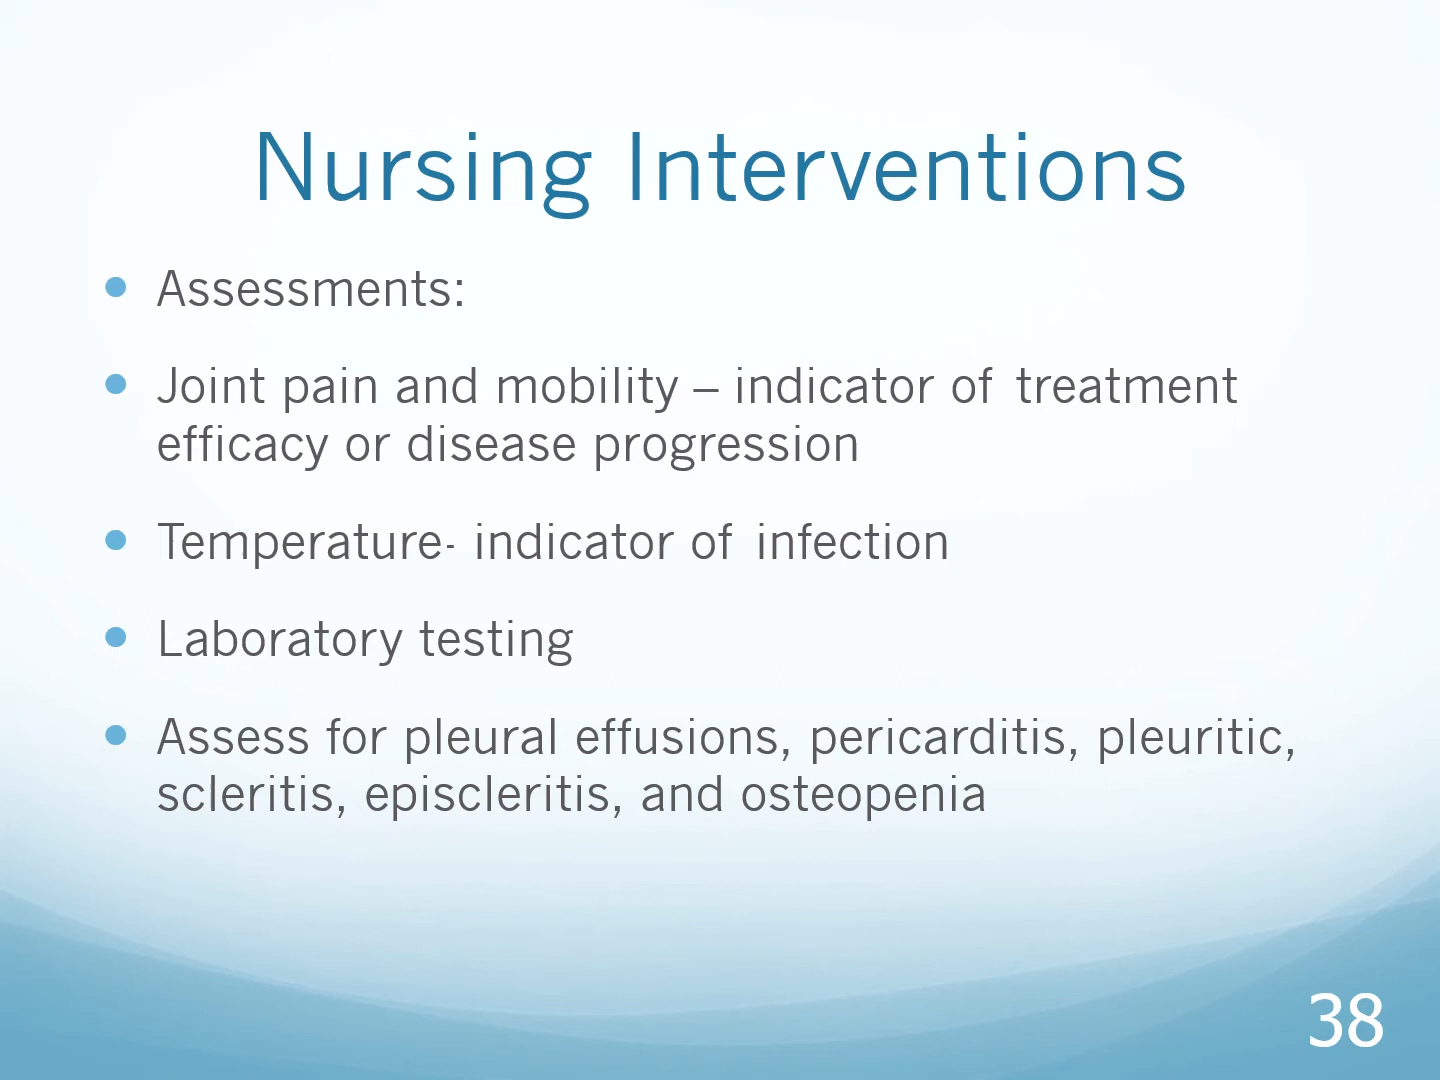 Nursing Interventions
Assessments:
Joint pain and mobility – indicator of treatment
efficacy or disease progression
Temperature- indicator of infection
Laboratory testing
Assess for pleural effusions, pericarditis, pleuritic,
scleritis, episcleritis, and osteopenia
38